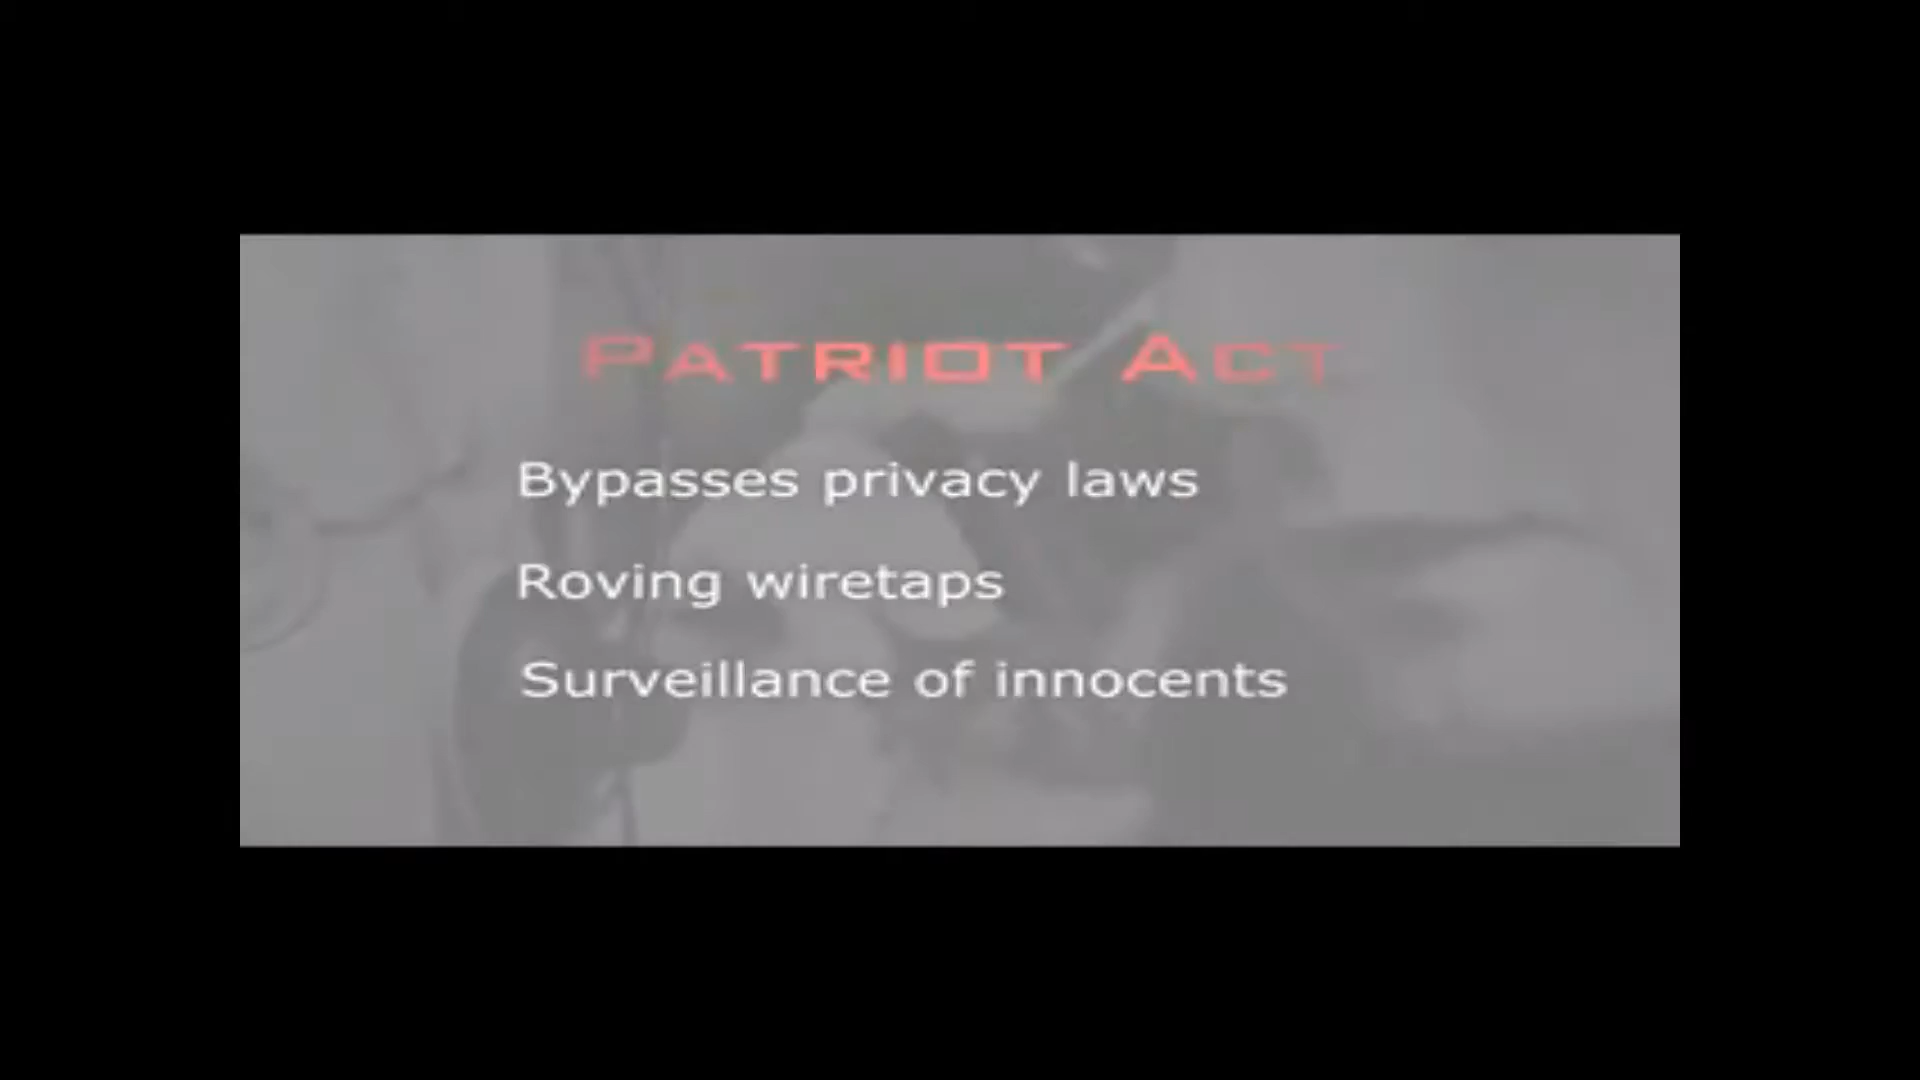 PATRIOT ACT
Bypasses privacy laws
Roving wiretaps
Surveillance of innocents